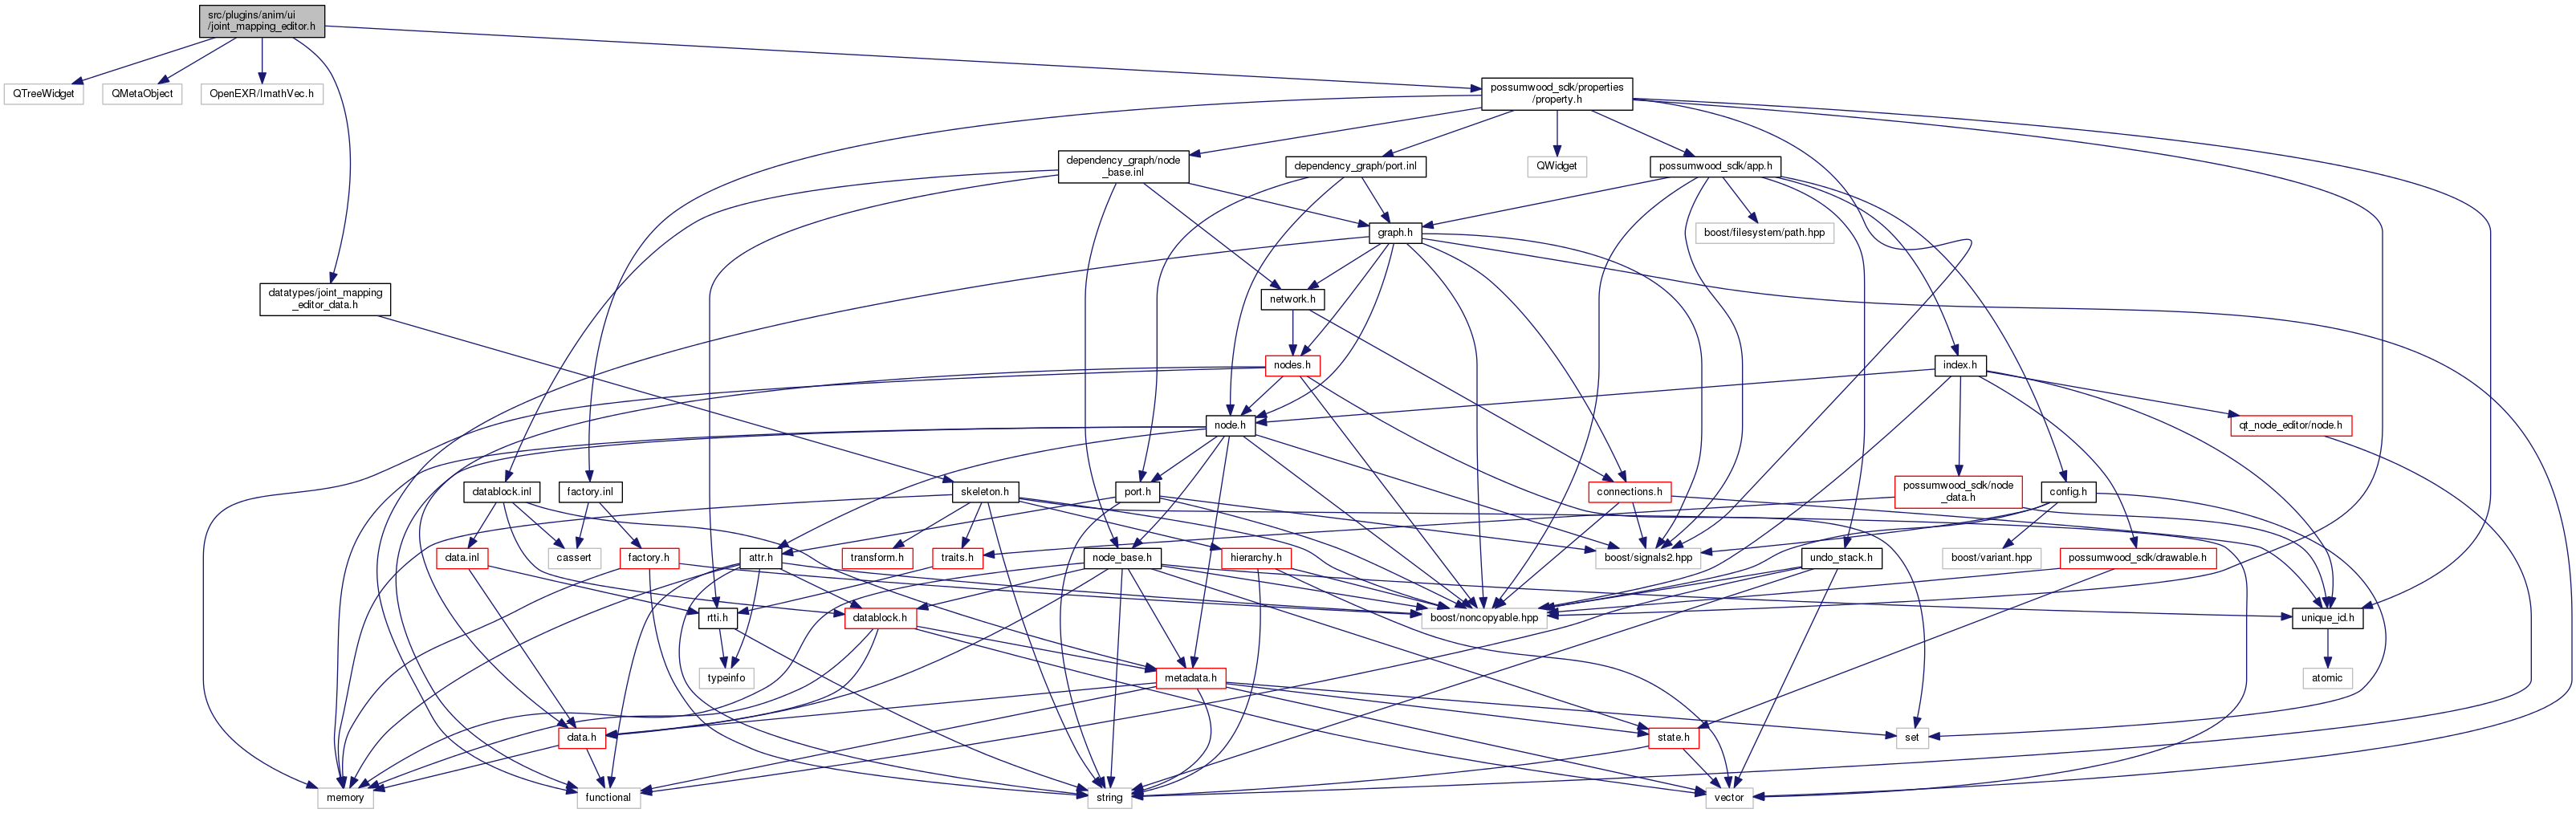 src/plugins/anim/ui
/joint_mapping_editor.h
QTreeWidget
QMetaObject
OpenEXR/ImathVec.h
possumwood_sdk/properties
/property.h
dependency_graph/node
_base.inl
dependency_graph/port.inl
QWidget
possumwood_sdk/app.h
graph.h
boost/filesystem/path.hpp
datatypes/joint_mapping
_editor_data.h
network.h
nodes.h
index.h
node.h
qt_node_editor/node.h
datablock.inl
factory.inl
skeleton.h
port.h
connections.h
possumwood_sdk/node
_data.h
config.h
data.inl
cassert
factory.h
attr.h
transform.h
traits.h
node_base.h
hierarchy.h
boost/signals2.hpp
undo_stack.h
boost/variant.hpp
possumwood_sdk/drawable.h
rtti.h
datablock.h
boost/noncopyable.hpp
unique_id.h
typeinfo
metadata.h
atomic
data.h
state.h
set
memory
functional
string
vector